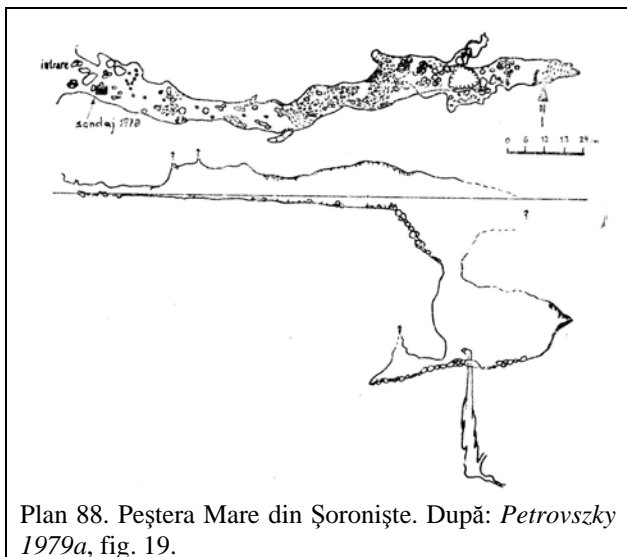 intrare
sondaj 1978
N
0 6 12 18 24 m
? ?
?
?
Plan 88. Peştera Mare din Şoronişte. După: Petrovszky
1979a, fig. 19.